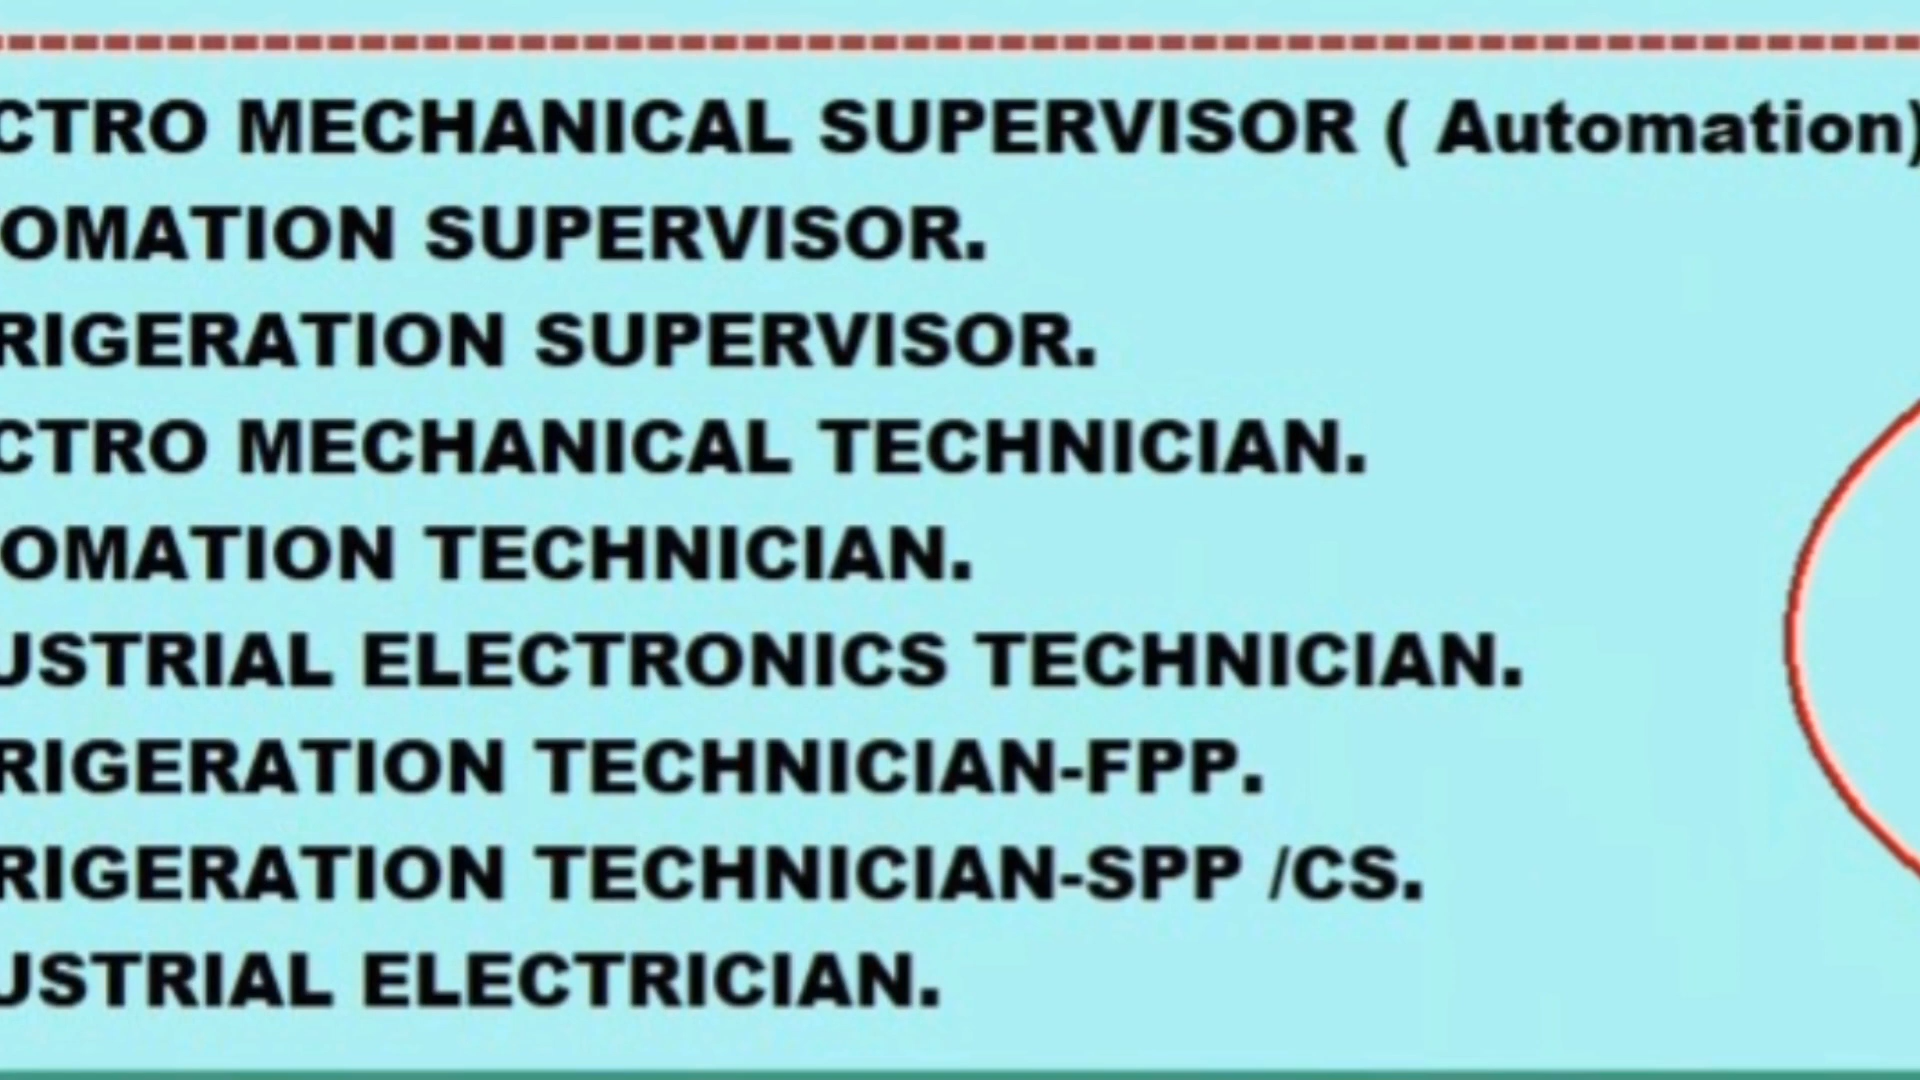 CTRO MECHANICAL SUPERVISOR ( Automation)
OMATION SUPERVISOR.
RIGERATION SUPERVISOR.
CTRO MECHANICAL TECHNICIAN.
OMATION TECHNICIAN.
USTRIAL ELECTRONICS TECHNICIAN.
RIGERATION TECHNICIAN-FPP.
RIGERATION TECHNICIAN-SPP /CS.
USTRIAL ELECTRICIAN.